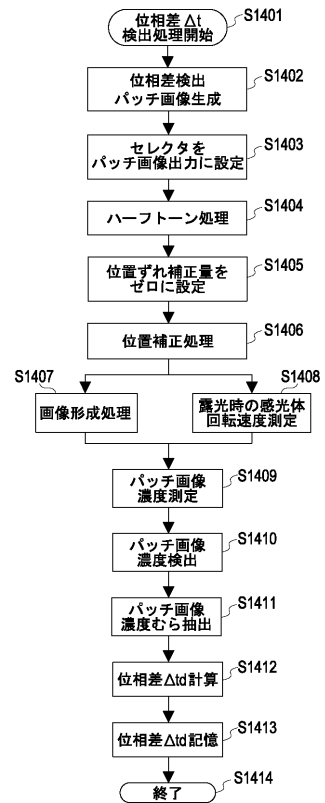 位相差 Δt
検出処理開始
S1401
位相差検出
パッチ画像生成
S1402
セレクタを
パッチ画像出力に設定
S1403
ハーフトーン処理
S1404
位置ずれ補正量を
ゼロに設定
S1405
位置補正処理
S1406
S1407
画像形成処理
S1408
露光時の感光体
回転速度測定
パッチ画像
濃度測定
S1409
パッチ画像
濃度検出
S1410
パッチ画像
濃度むら抽出
S1411
位相差Δtd計算
S1412
位相差Δtd記憶
S1413
終了
S1414